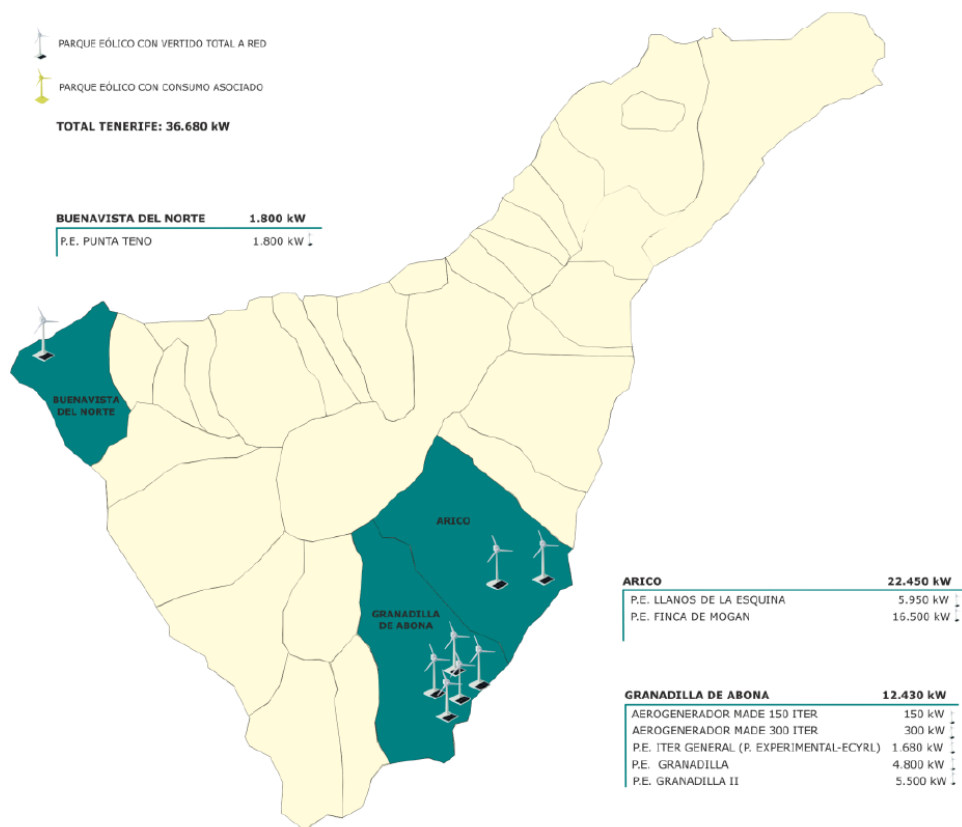 PARQUE EÓLICO CON VERTIDO TOTAL A RED
PARQUE EÓLICO CON CONSUMO ASOCIADO
TOTAL TENERIFE: 36.680 kW
BUENAVISTA DEL NORTE 1.800 kW
P.E. PUNTA TENO 1.800 kW
BUENAVISTA
DEL NORTE
ARICO
GRANADILLA
DE ABONA
ARICO 22.450 kW
P.E. LLANOS DE LA ESQUINA 5.950 kW
P.E. FINCA DE MOGAN 16.500 kW
GRANADILLA DE ABONA 12.430 kW
AEROGENERADOR MADE 150 ITER 150 kW
AEROGENERADOR MADE 300 ITER 300 kW
P.E. ITER GENERAL (P. EXPERIMENTAL-ECYRL) 1.680 kW
P.E. GRANADILLA 4.800 kW
P.E. GRANADILLA II 5.500 kW